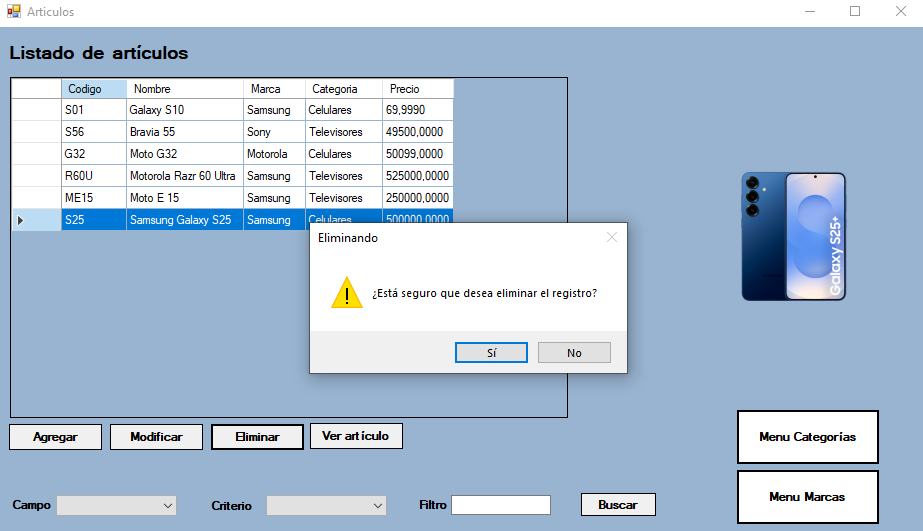 Articulos
Listado de artículos
Codigo Nombre Marca Categoria Precio
S01 Galaxy S10 Samsung Celulares 69,9990
S56 Bravia 55 Sony Televisores 49500,0000
G32 Moto G32 Motorola Celulares 50099,0000
R60U Motorola Razr 60 Ultra Samsung Televisores 525000,0000
ME15 Moto E 15 Samsung Televisores 250000,0000
S25 Samsung Galaxy S25 Samsung Celulares 500000,0000
Eliminando
¿Está seguro que desea eliminar el registro?
Sí No
Galaxy S25+
Agregar Modificar Eliminar Ver artículo
Menu Categorías
Menu Marcas
Campo Criterio Filtro Buscar